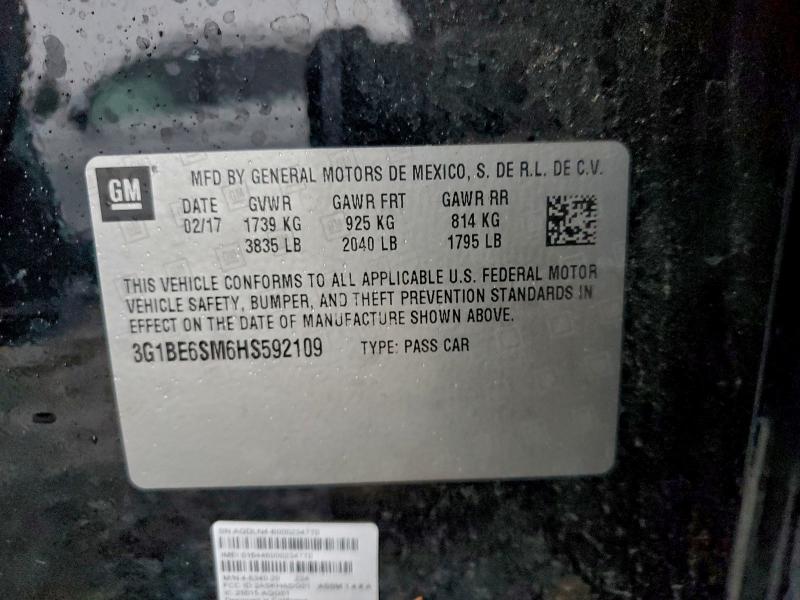 GM
MFD BY GENERAL MOTORS DE MEXICO, S. DE R.L. DE C.V.
DATE GVWR GAWR FRT GAWR RR
02/17 1739 KG 925 KG 814 KG
3835 LB 2040 LB 1795 LB
THIS VEHICLE CONFORMS TO ALL APPLICABLE U.S. FEDERAL MOTOR
VEHICLE SAFETY, BUMPER, AND THEFT PREVENTION STANDARDS IN
EFFECT ON THE DATE OF MANUFACTURE SHOWN ABOVE.
3G1BE6SM6HS592109 TYPE: PASS CAR